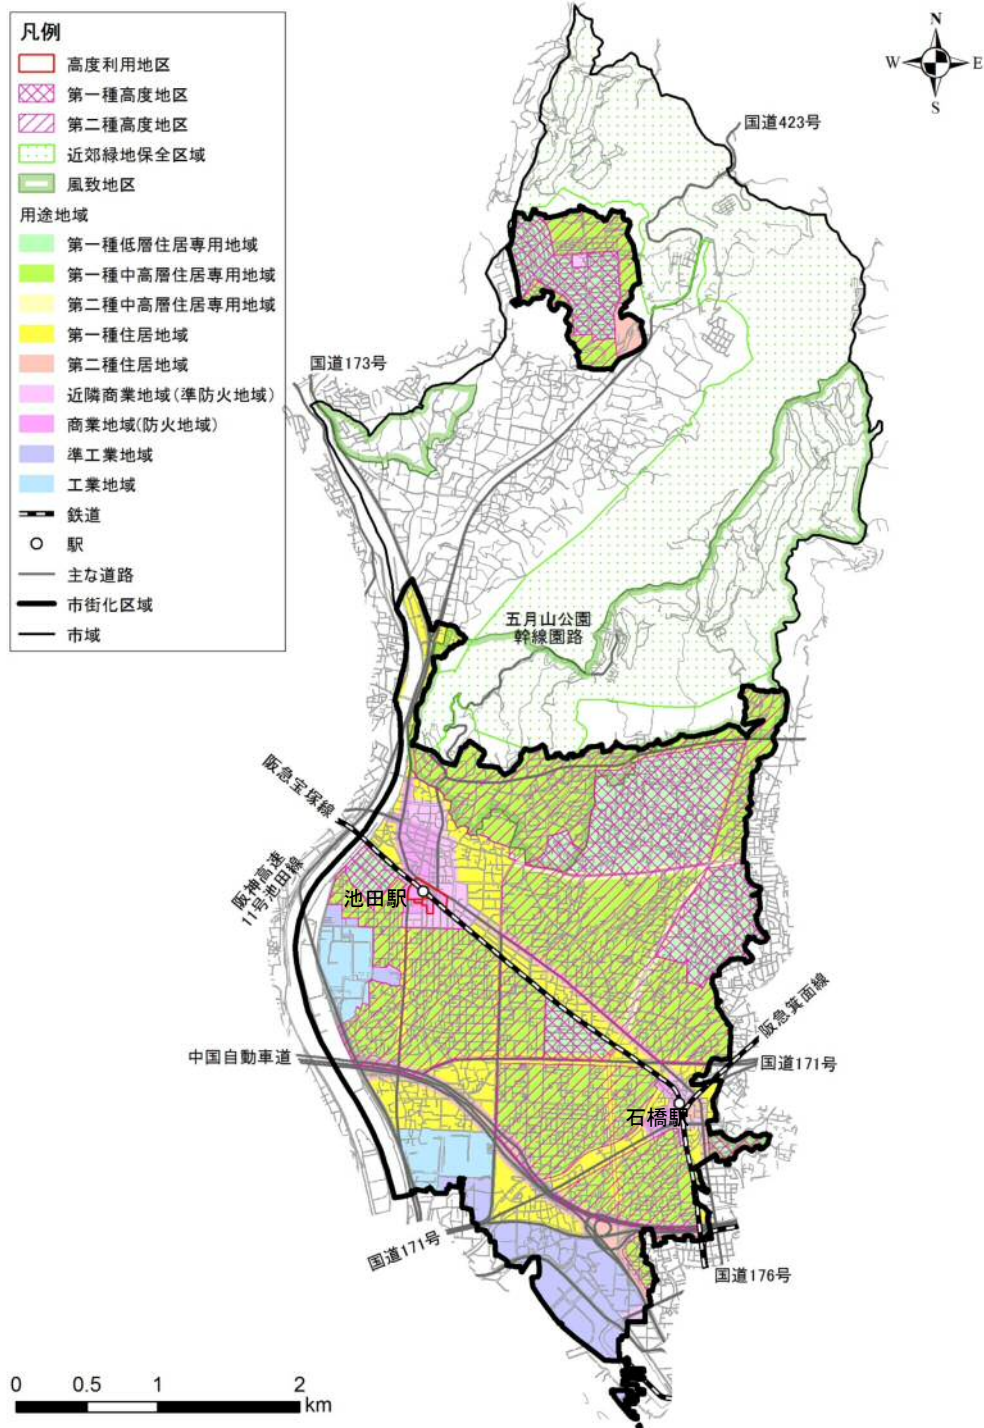 凡例
高度利用地区
第一種高度地区
第二種高度地区
近郊緑地保全区域
風致地区
用途地域
第一種低層住居専用地域
第一種中高層住居専用地域
第二種中高層住居専用地域
第一種住居地域
第二種住居地域
近隣商業地域(準防火地域)
商業地域(防火地域)
準工業地域
工業地域
鉄道
駅
主な道路
市街化区域
市域
N
W
E
S
国道423号
国道173号
五月山公園
幹線園路
阪急宝塚線
阪神高速
11号池田線
池田駅
阪急箕面線
中国自動車道
国道171号
石橋駅
国道171号
国道176号
0 0.5 1 2
km